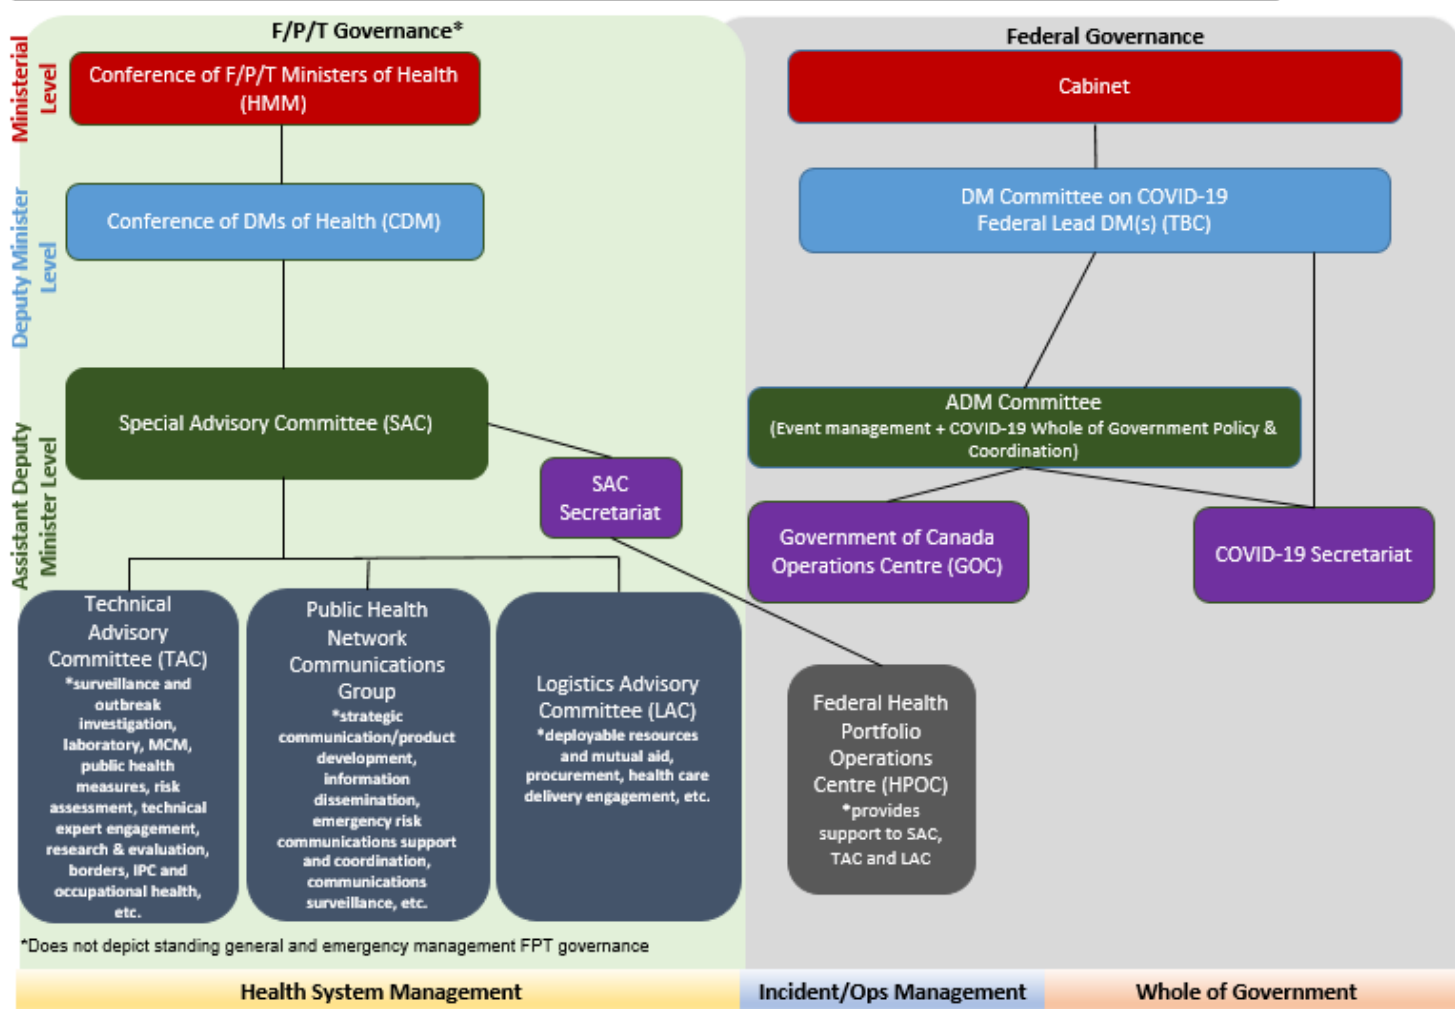 F/P/T Governance*
Federal Governance
Ministerial
Level
Conference of F/P/T Ministers of Health
(HMM)
Cabinet
Deputy Minister
Level
Conference of DMs of Health (CDM)
DM Committee on COVID-19
Federal Lead DM(s) (TBC)
Assistant Deputy
Minister Level
Special Advisory Committee (SAC)
ADM Committee
(Event management + COVID-19 Whole of Government Policy &
Coordination)
SAC
Secretariat
Government of Canada
Operations Centre (GOC)
COVID-19 Secretariat
Technical
Advisory
Committee (TAC)
*surveillance and
outbreak
investigation,
laboratory, MCM,
public health
measures, risk
assessment, technical
expert engagement,
research & evaluation,
borders, IPC and
occupational health,
etc.
Public Health
Network
Communications
Group
*strategic
communication/product
development,
information
dissemination,
emergency risk
communications support
and coordination,
communications
surveillance, etc.
Logistics Advisory
Committee (LAC)
*deployable resources
and mutual aid,
procurement, health care
delivery engagement, etc.
Federal Health
Portfolio
Operations
Centre (HPOC)
*provides
support to SAC,
TAC and LAC
*Does not depict standing general and emergency management FPT governance
Health System Management
Incident/Ops Management
Whole of Government